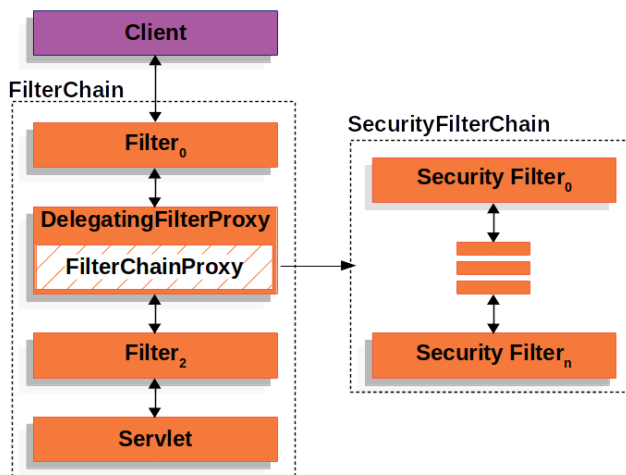 Client
FilterChain
Filter0
DelegatingFilterProxy
FilterChainProxy
Filter2
Servlet
SecurityFilterChain
Security Filter0
Security Filtern